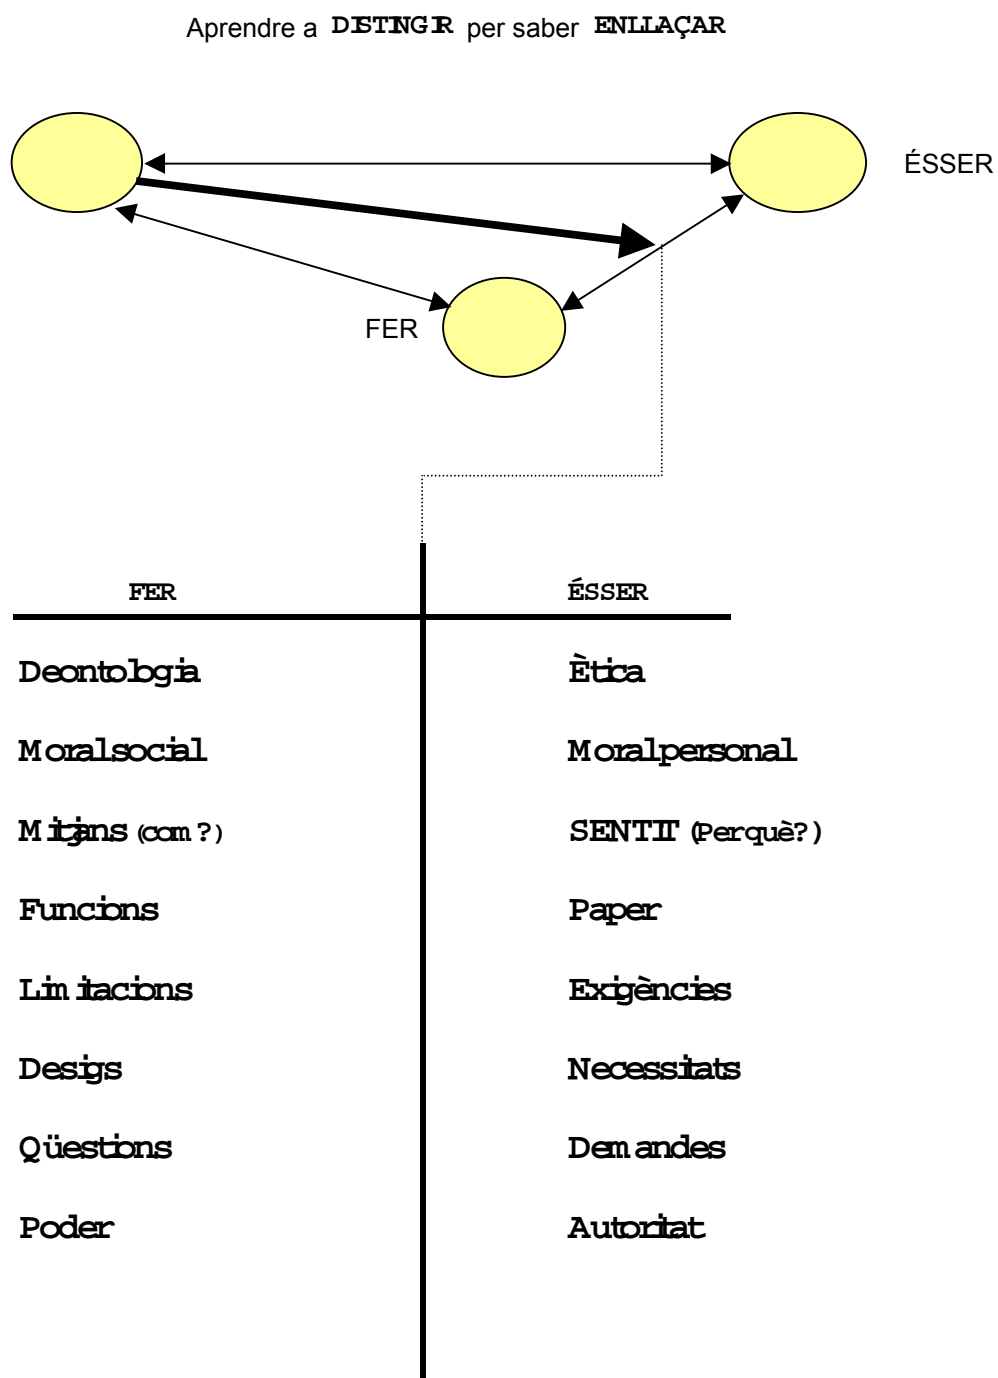 Aprendre a DISTINGIR per saber ENLLAÇAR
ÉSSER
FER
FER ÉSSER
Deontologia Ètica
Moral social Moral personal
Mitjans (com?) SENTIT (Perquè?)
Funcions Paper
Limitacions Exigències
Desigs Necessitats
Qüestions Demandes
Poder Autoritat